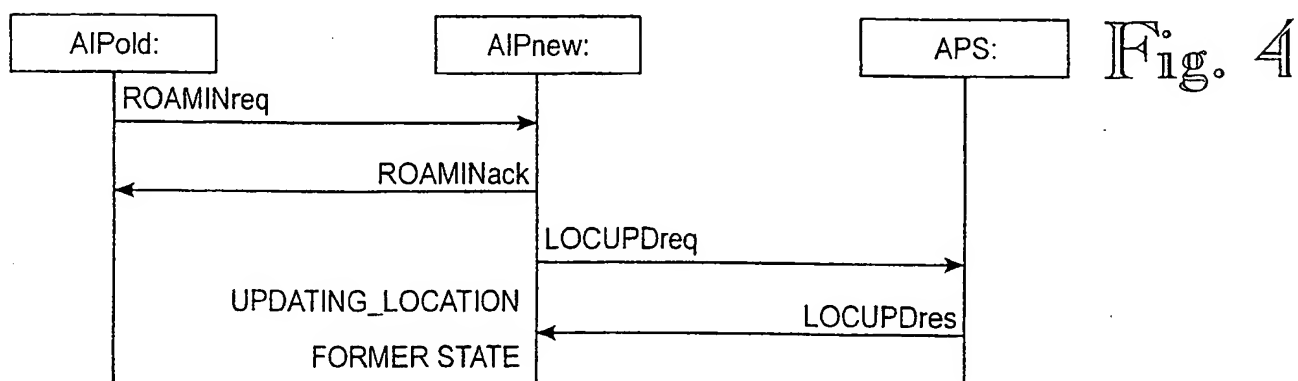 AIPold:
AIPnew:
APS:
Fig. 4
ROAMINreq
ROAMINack
LOCUPDreq
UPDATING_LOCATION
LOCUPDres
FORMER STATE